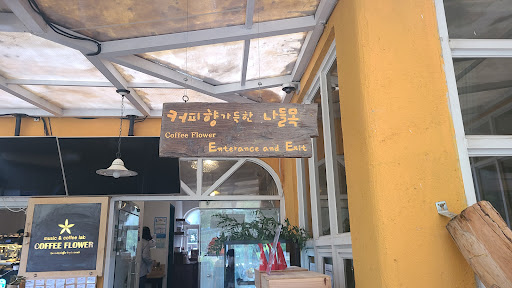 커피향가득한 나들목
Coffee Flower
Enterance and Exit
music & coffee lab
COFFEE FLOWER